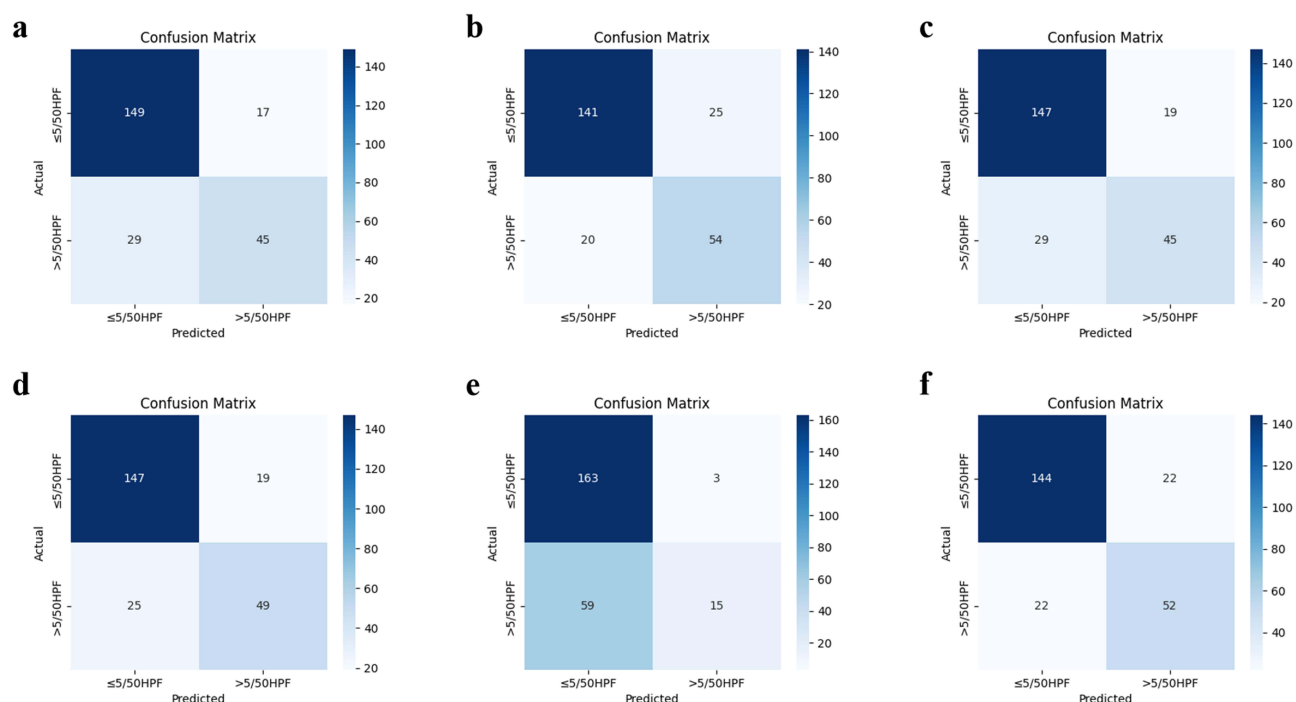 a
Confusion Matrix
≤5/50HPF
>5/50HPF
Actual
149 17
29 45
≤5/50HPF >5/50HPF
Predicted
140
120
100
80
60
40
20
b
Confusion Matrix
141 25
20 54
≤5/50HPF
>5/50HPF
Actual
≤5/50HPF >5/50HPF
Predicted
140
120
100
80
60
40
20
c
Confusion Matrix
≤5/50HPF
>5/50HPF
Actual
147 19
29 45
≤5/50HPF >5/50HPF
Predicted
140
120
100
80
60
40
20
d
Confusion Matrix
≤5/50HPF
>5/50HPF
Actual
147 19
25 49
≤5/50HPF >5/50HPF
Predicted
140
120
100
80
60
40
20
e
Confusion Matrix
≤5/50HPF
>5/50HPF
Actual
163 3
59 15
≤5/50HPF >5/50HPF
Predicted
160
140
120
100
80
60
40
20
f
Confusion Matrix
≤5/50HPF
>5/50HPF
Actual
144 22
22 52
≤5/50HPF >5/50HPF
Predicted
140
120
100
80
60
40